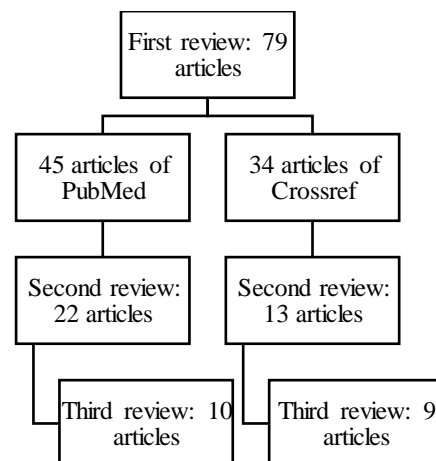 First review: 79
articles
45 articles of
PubMed
34 articles of
Crossref
Second review:
22 articles
Second review:
13 articles
Third review: 10
articles
Third review: 9
articles